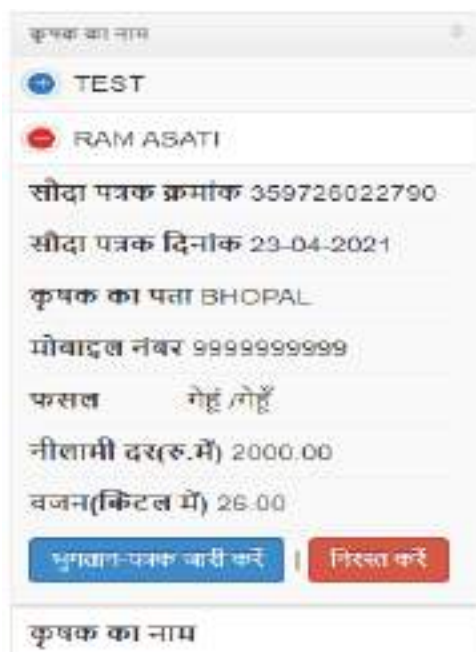 कृषक का नाम
TEST
RAM ASATI
सौदा पत्रक क्रमांक 359726022790
सौदा पत्रक दिनांक 23-04-2021
कृषक का पता BHOPAL
मोबाइल नंबर 9999999999
फसल गेहूं /गेहूँ
नीलामी दर(रु.में) 2000.00
वजन(क्विंटल में) 26.00
भुगतान-पत्रक जारी करें | निरस्त करें
कृषक का नाम